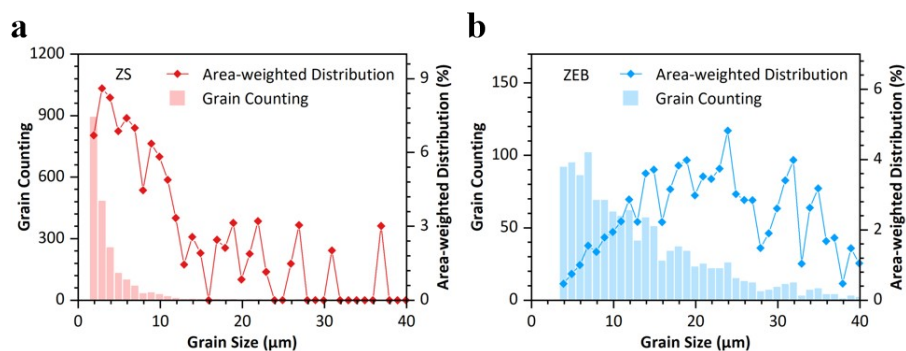 a
b
1200
900
600
300
0
Grain Counting
ZS
Area-weighted Distribution
Grain Counting
9
6
3
0
Area-weighted Distribution (%)
0
10
20
30
40
Grain Size (μm)
150
100
50
0
Grain Counting
ZEB
Area-weighted Distribution
Grain Counting
6
4
2
0
Area-weighted Distribution (%)
0
10
20
30
40
Grain Size (μm)